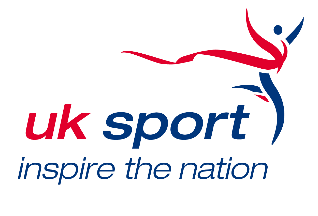 uk sport
inspire the nation